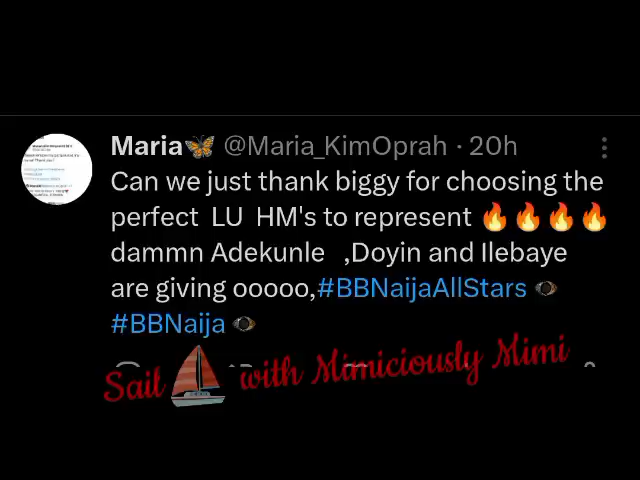 Maria🦋 @Maria_KimOprah · 20h
Can we just thank biggy for choosing the
perfect LU HM's to represent 🔥🔥🔥🔥
dammn Adekunle ,Doyin and Ilebaye
are giving ooooo,#BBNaijaAllStars
#BBNaija
Sail with Mimiciously Mimi